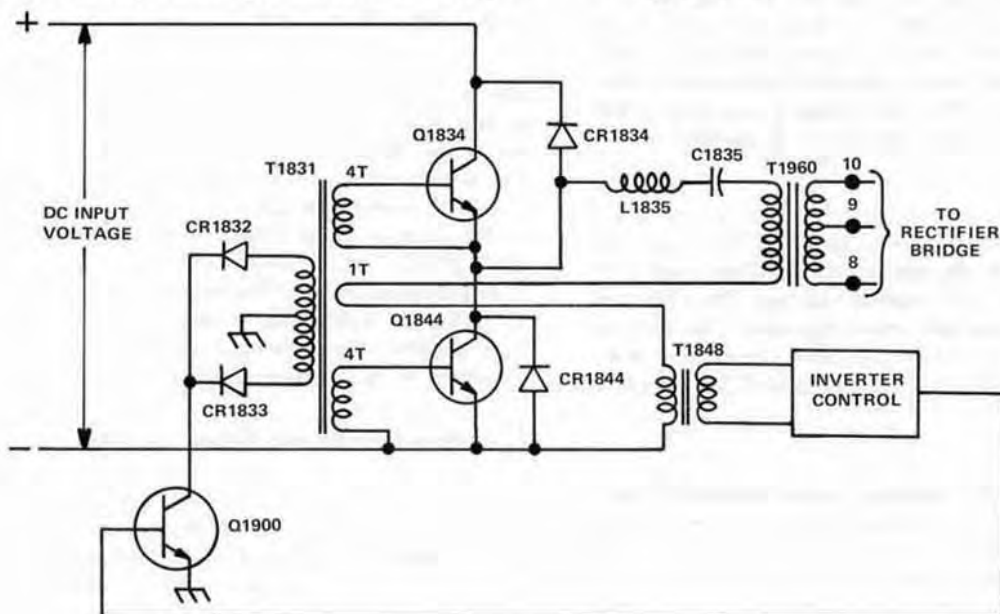 +
10
CR1834
C1835
T1960
Q1834
9
TO
RECTIFIER
BRIDGE
T1831
4T
L1835
DC INPUT
VOLTAGE
CR1832
8
1T
Q1844
T1848
4T
CR1844
INVERTER
CONTROL
CR1833
−
Q1900